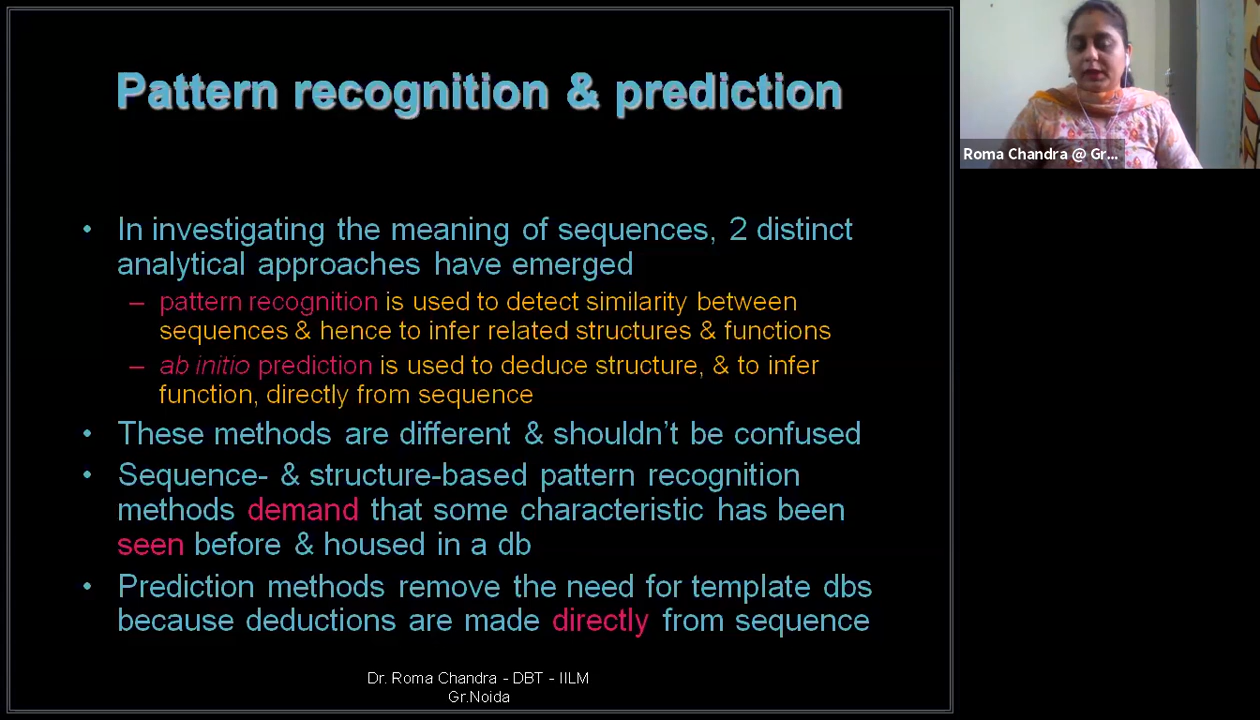 Pattern recognition & prediction
Roma Chandra @ Gr...
• In investigating the meaning of sequences, 2 distinct
analytical approaches have emerged
– pattern recognition is used to detect similarity between
sequences & hence to infer related structures & functions
– ab initio prediction is used to deduce structure, & to infer
function, directly from sequence
• These methods are different & shouldn't be confused
• Sequence- & structure-based pattern recognition
methods demand that some characteristic has been
seen before & housed in a db
• Prediction methods remove the need for template dbs
because deductions are made directly from sequence
Dr. Roma Chandra - DBT - IILM
Gr.Noida